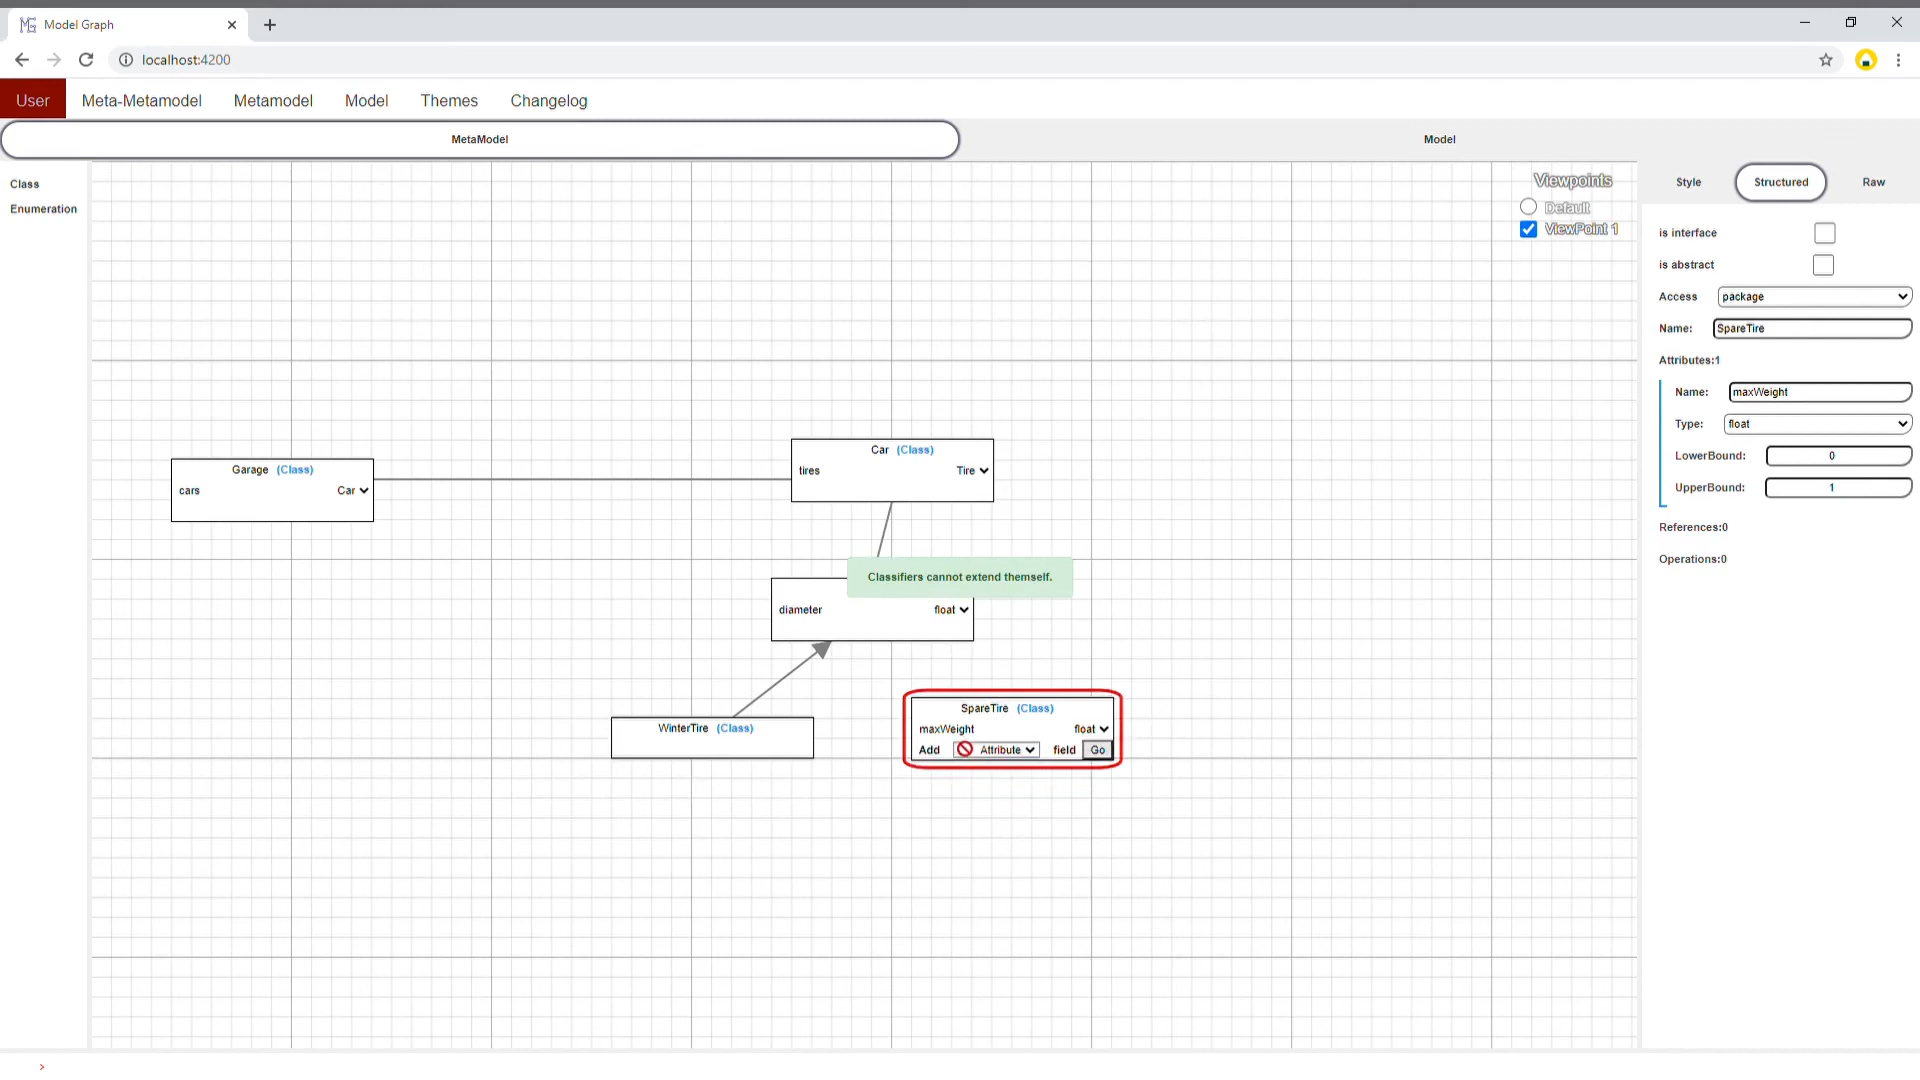 Model Graph
localhost:4200
User
Meta-Metamodel
Metamodel
Model
Themes
Changelog
MetaModel
Model
Class
Enumeration
Viewpoints
Default
ViewPoint 1
Style
Structured
Raw
is interface
is abstract
Access package
Name: SpareTire
Attributes:1
Name: maxWeight
Type: float
LowerBound: 0
UpperBound: 1
References:0
Operations:0
Garage (Class)
cars Car
Car (Class)
tires Tire
Classifiers cannot extend themself.
diameter float
WinterTire (Class)
SpareTire (Class)
maxWeight float
Add Attribute field Go
>